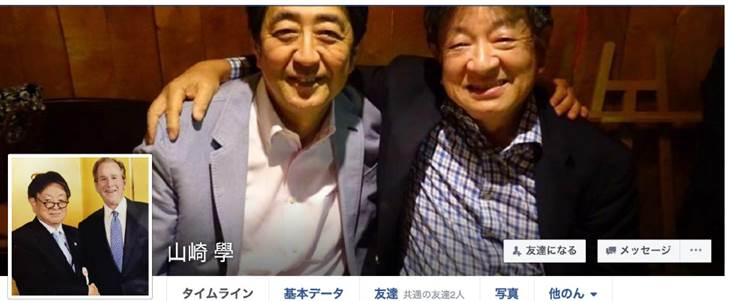 山崎 學
友達になる
メッセージ
タイムライン 基本データ 友達 共通の友達2人 写真 他のん